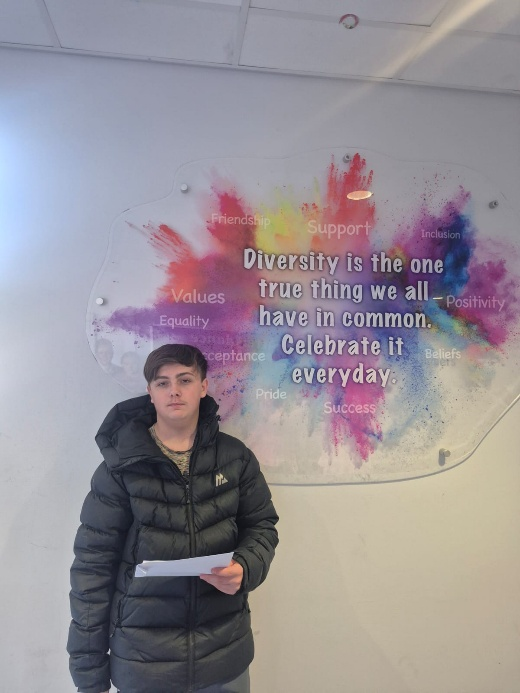 Friendship
Support
Inclusion
Diversity is the one
true thing we all
have in common.
Celebrate it
everyday.
Values
Positivity
Equality
cceptance
Beliefs
Pride
Success